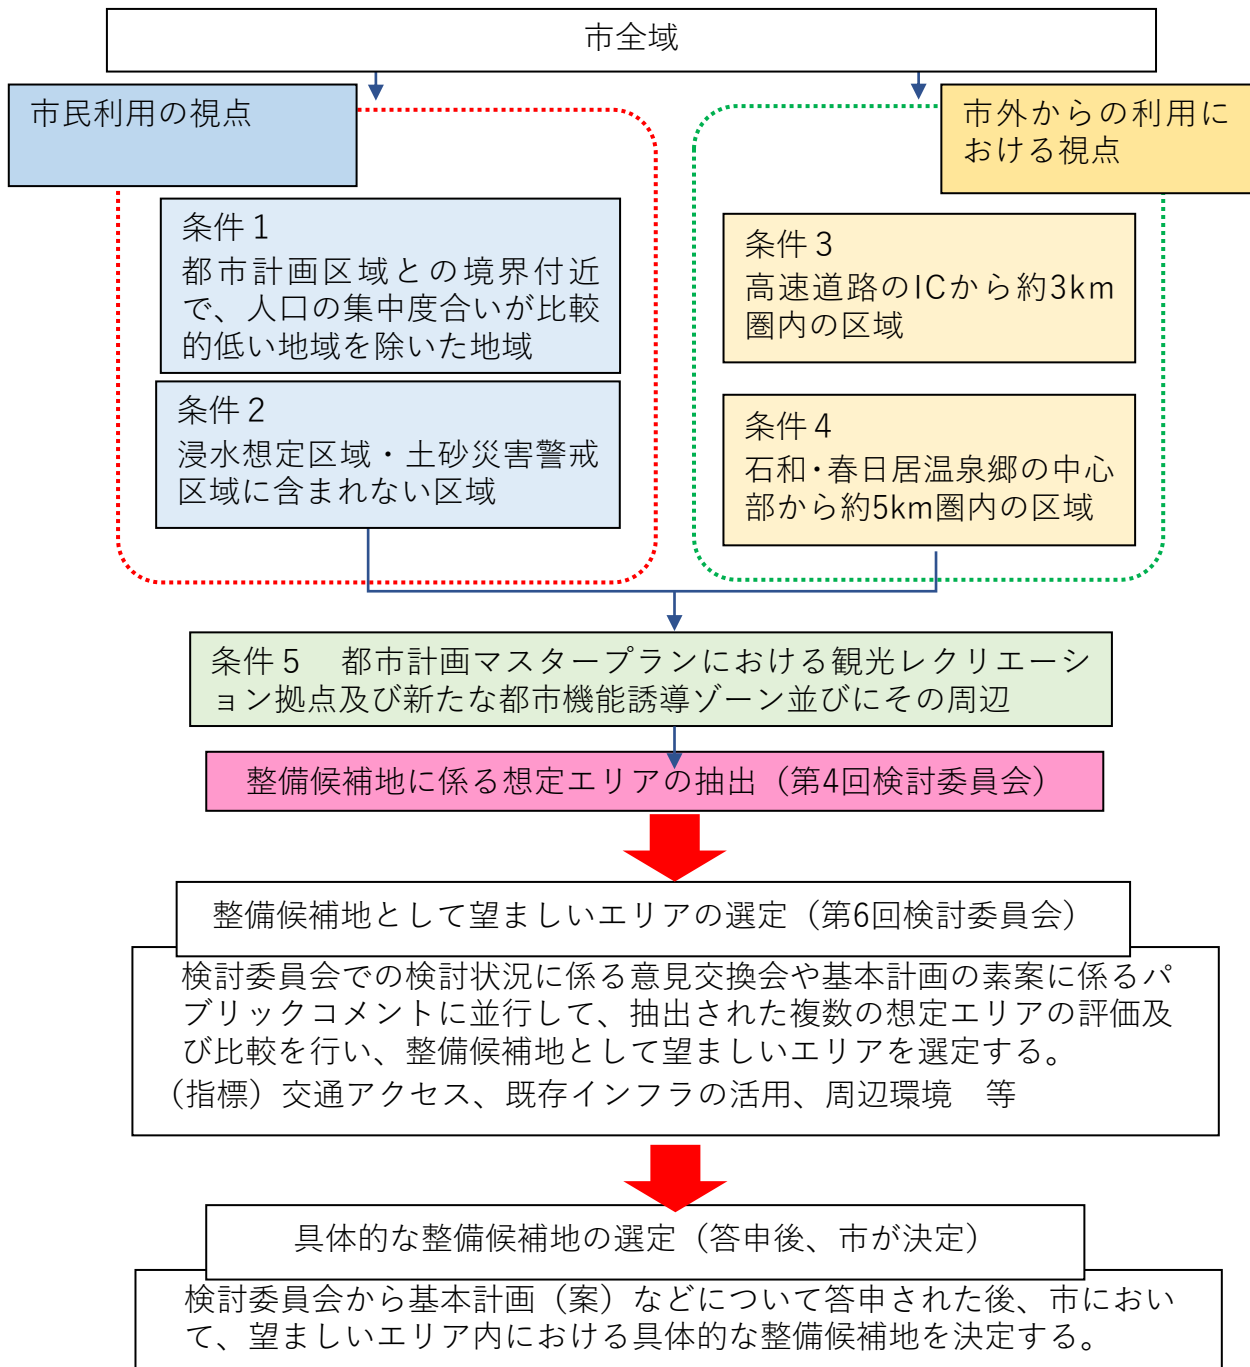 市全域
市民利用の視点
市外からの利用に
おける視点
条件1
都市計画区域との境界付近
で、人口の集中度合いが比較
的低い地域を除いた地域
条件2
浸水想定区域・土砂災害警戒
区域に含まれない区域
条件3
高速道路のICから約3km
圏内の区域
条件4
石和・春日居温泉郷の中心
部から約5km圏内の区域
条件5　都市計画マスタープランにおける観光レクリエーシ
ョン拠点及び新たな都市機能誘導ゾーン並びにその周辺
整備候補地に係る想定エリアの抽出（第4回検討委員会）
整備候補地として望ましいエリアの選定（第6回検討委員会）
検討委員会での検討状況に係る意見交換会や基本計画の素案に係るパ
ブリックコメントに並行して、抽出された複数の想定エリアの評価及
び比較を行い、整備候補地として望ましいエリアを選定する。
（指標）交通アクセス、既存インフラの活用、周辺環境　等
具体的な整備候補地の選定（答申後、市が決定）
検討委員会から基本計画（案）などについて答申された後、市におい
て、望ましいエリア内における具体的な整備候補地を決定する。